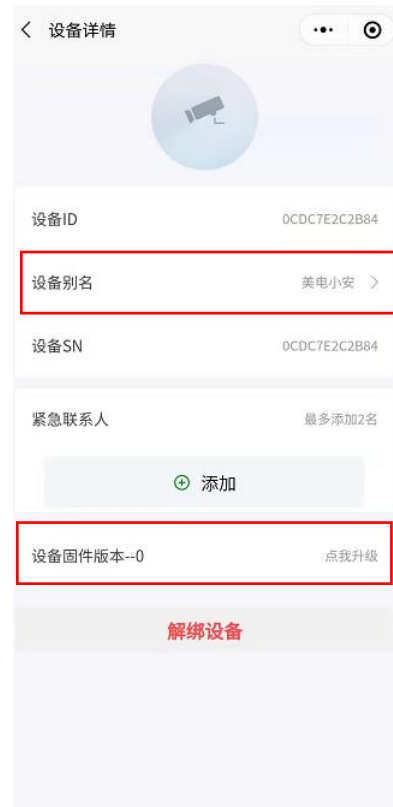 设备详情
设备ID 0CDC7E2C2B84
设备别名 美电小安
设备SN 0CDC7E2C2B84
紧急联系人 最多添加2名
添加
设备固件版本--0 点我升级
解绑设备